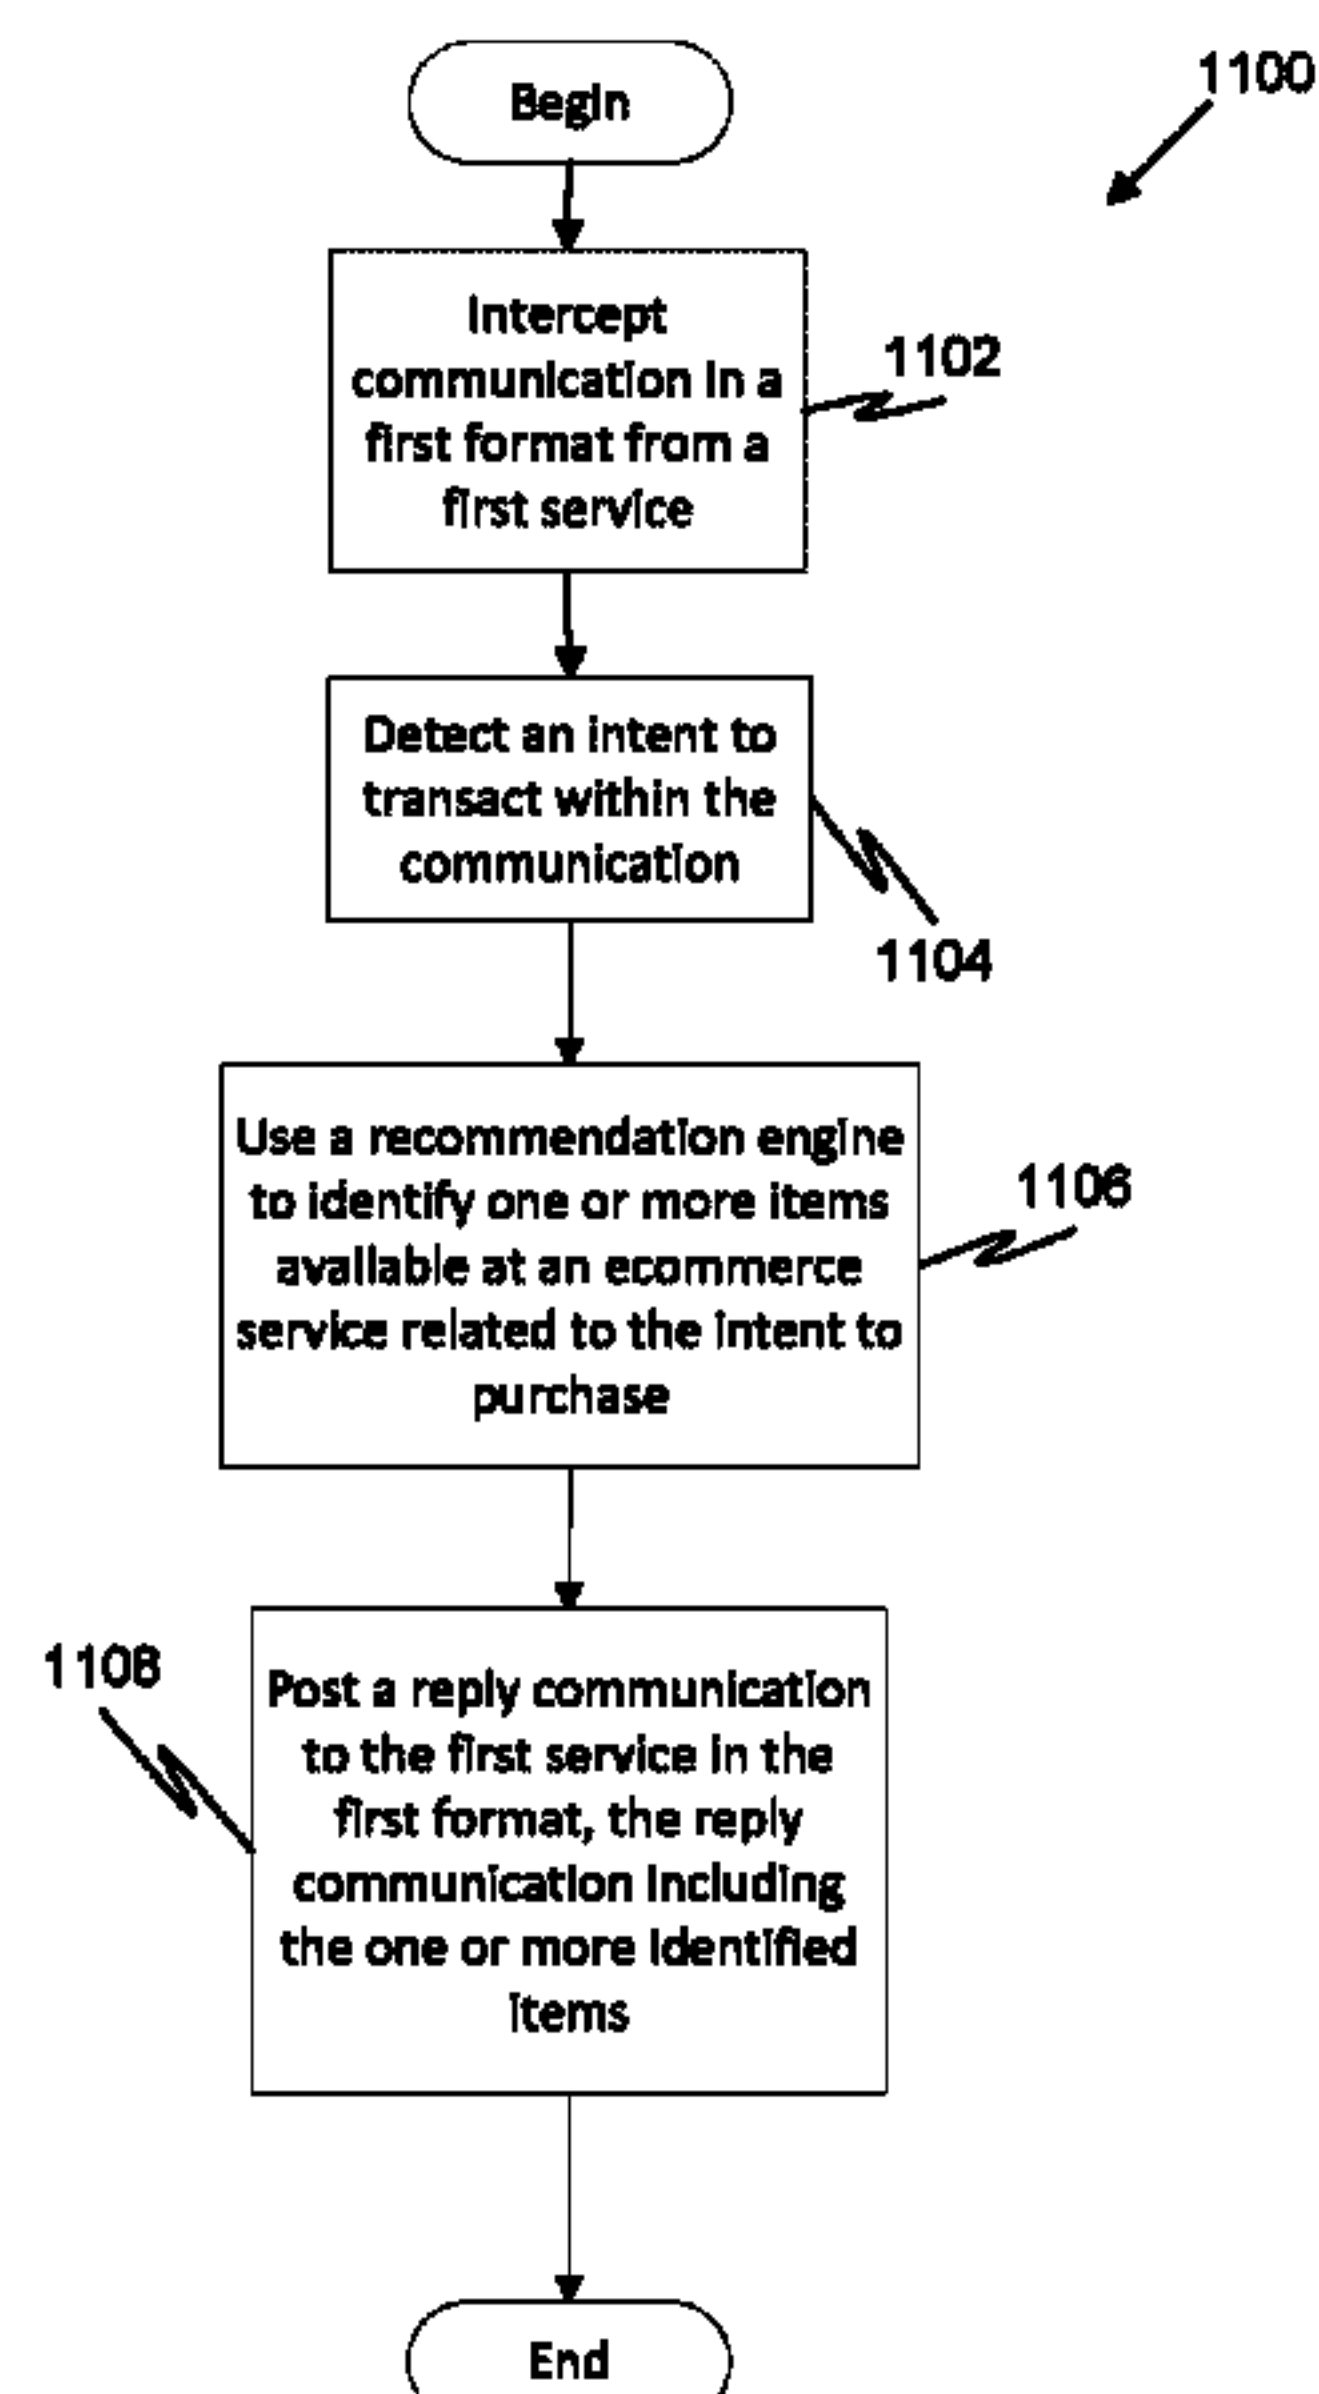 Begin
1100
Intercept
communication in a
first format from a
first service
1102
Detect an intent to
transact within the
communication
1104
Use a recommendation engine
to identify one or more items
available at an ecommerce
service related to the intent to
purchase
1106
1108
Post a reply communication
to the first service in the
first format, the reply
communication including
the one or more identified
items
End